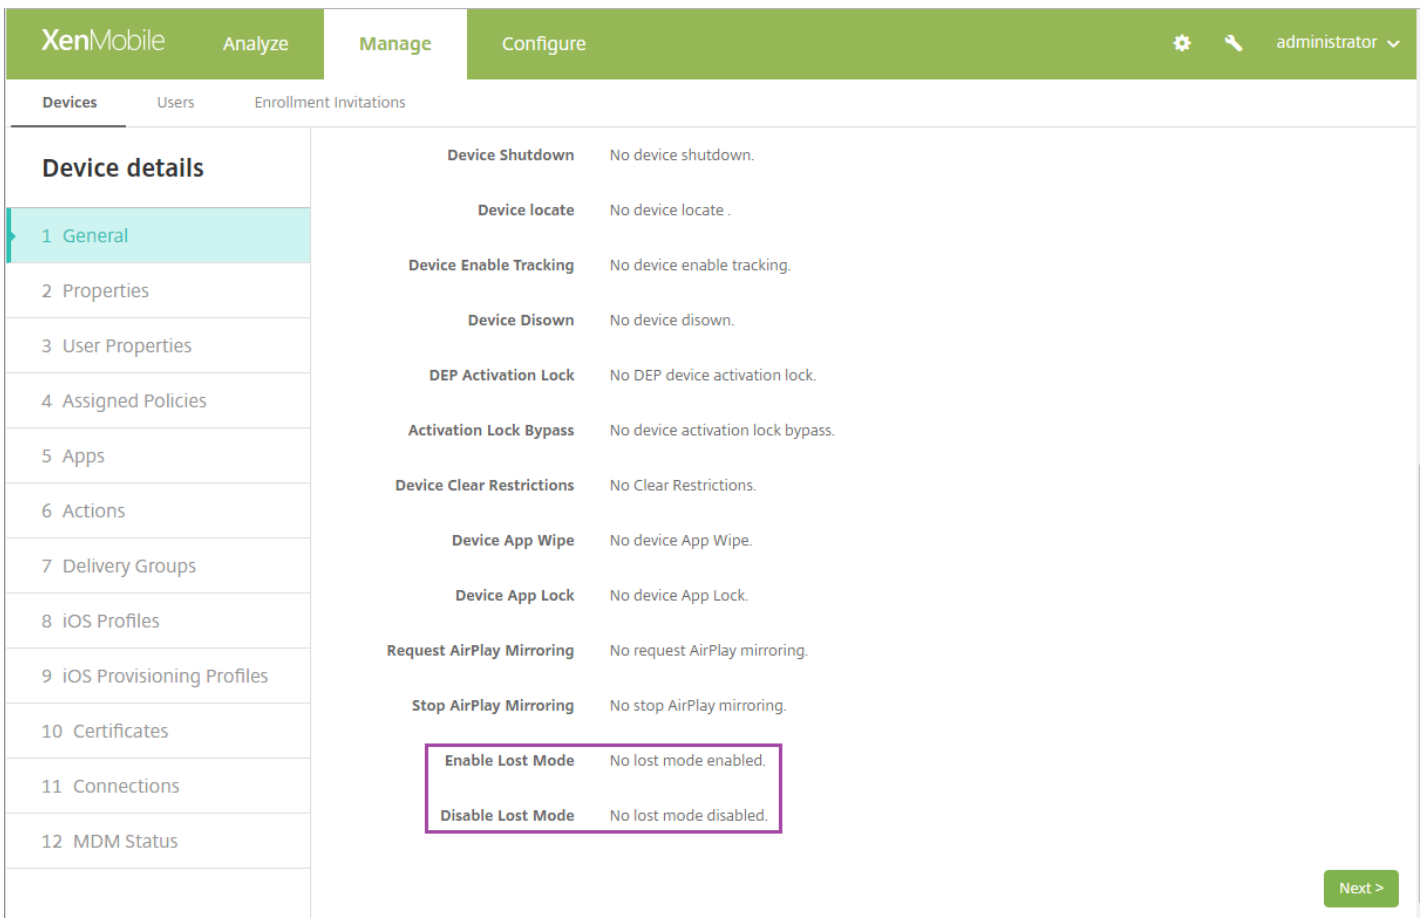 XenMobile Analyze Manage Configure administrator
Devices Users Enrollment Invitations
Device details
1 General
2 Properties
3 User Properties
4 Assigned Policies
5 Apps
6 Actions
7 Delivery Groups
8 iOS Profiles
9 iOS Provisioning Profiles
10 Certificates
11 Connections
12 MDM Status
Device Shutdown No device shutdown.
Device locate No device locate .
Device Enable Tracking No device enable tracking.
Device Disown No device disown.
DEP Activation Lock No DEP device activation lock.
Activation Lock Bypass No device activation lock bypass.
Device Clear Restrictions No Clear Restrictions.
Device App Wipe No device App Wipe.
Device App Lock No device App Lock.
Request AirPlay Mirroring No request AirPlay mirroring.
Stop AirPlay Mirroring No stop AirPlay mirroring.
Enable Lost Mode No lost mode enabled.
Disable Lost Mode No lost mode disabled.
Next >